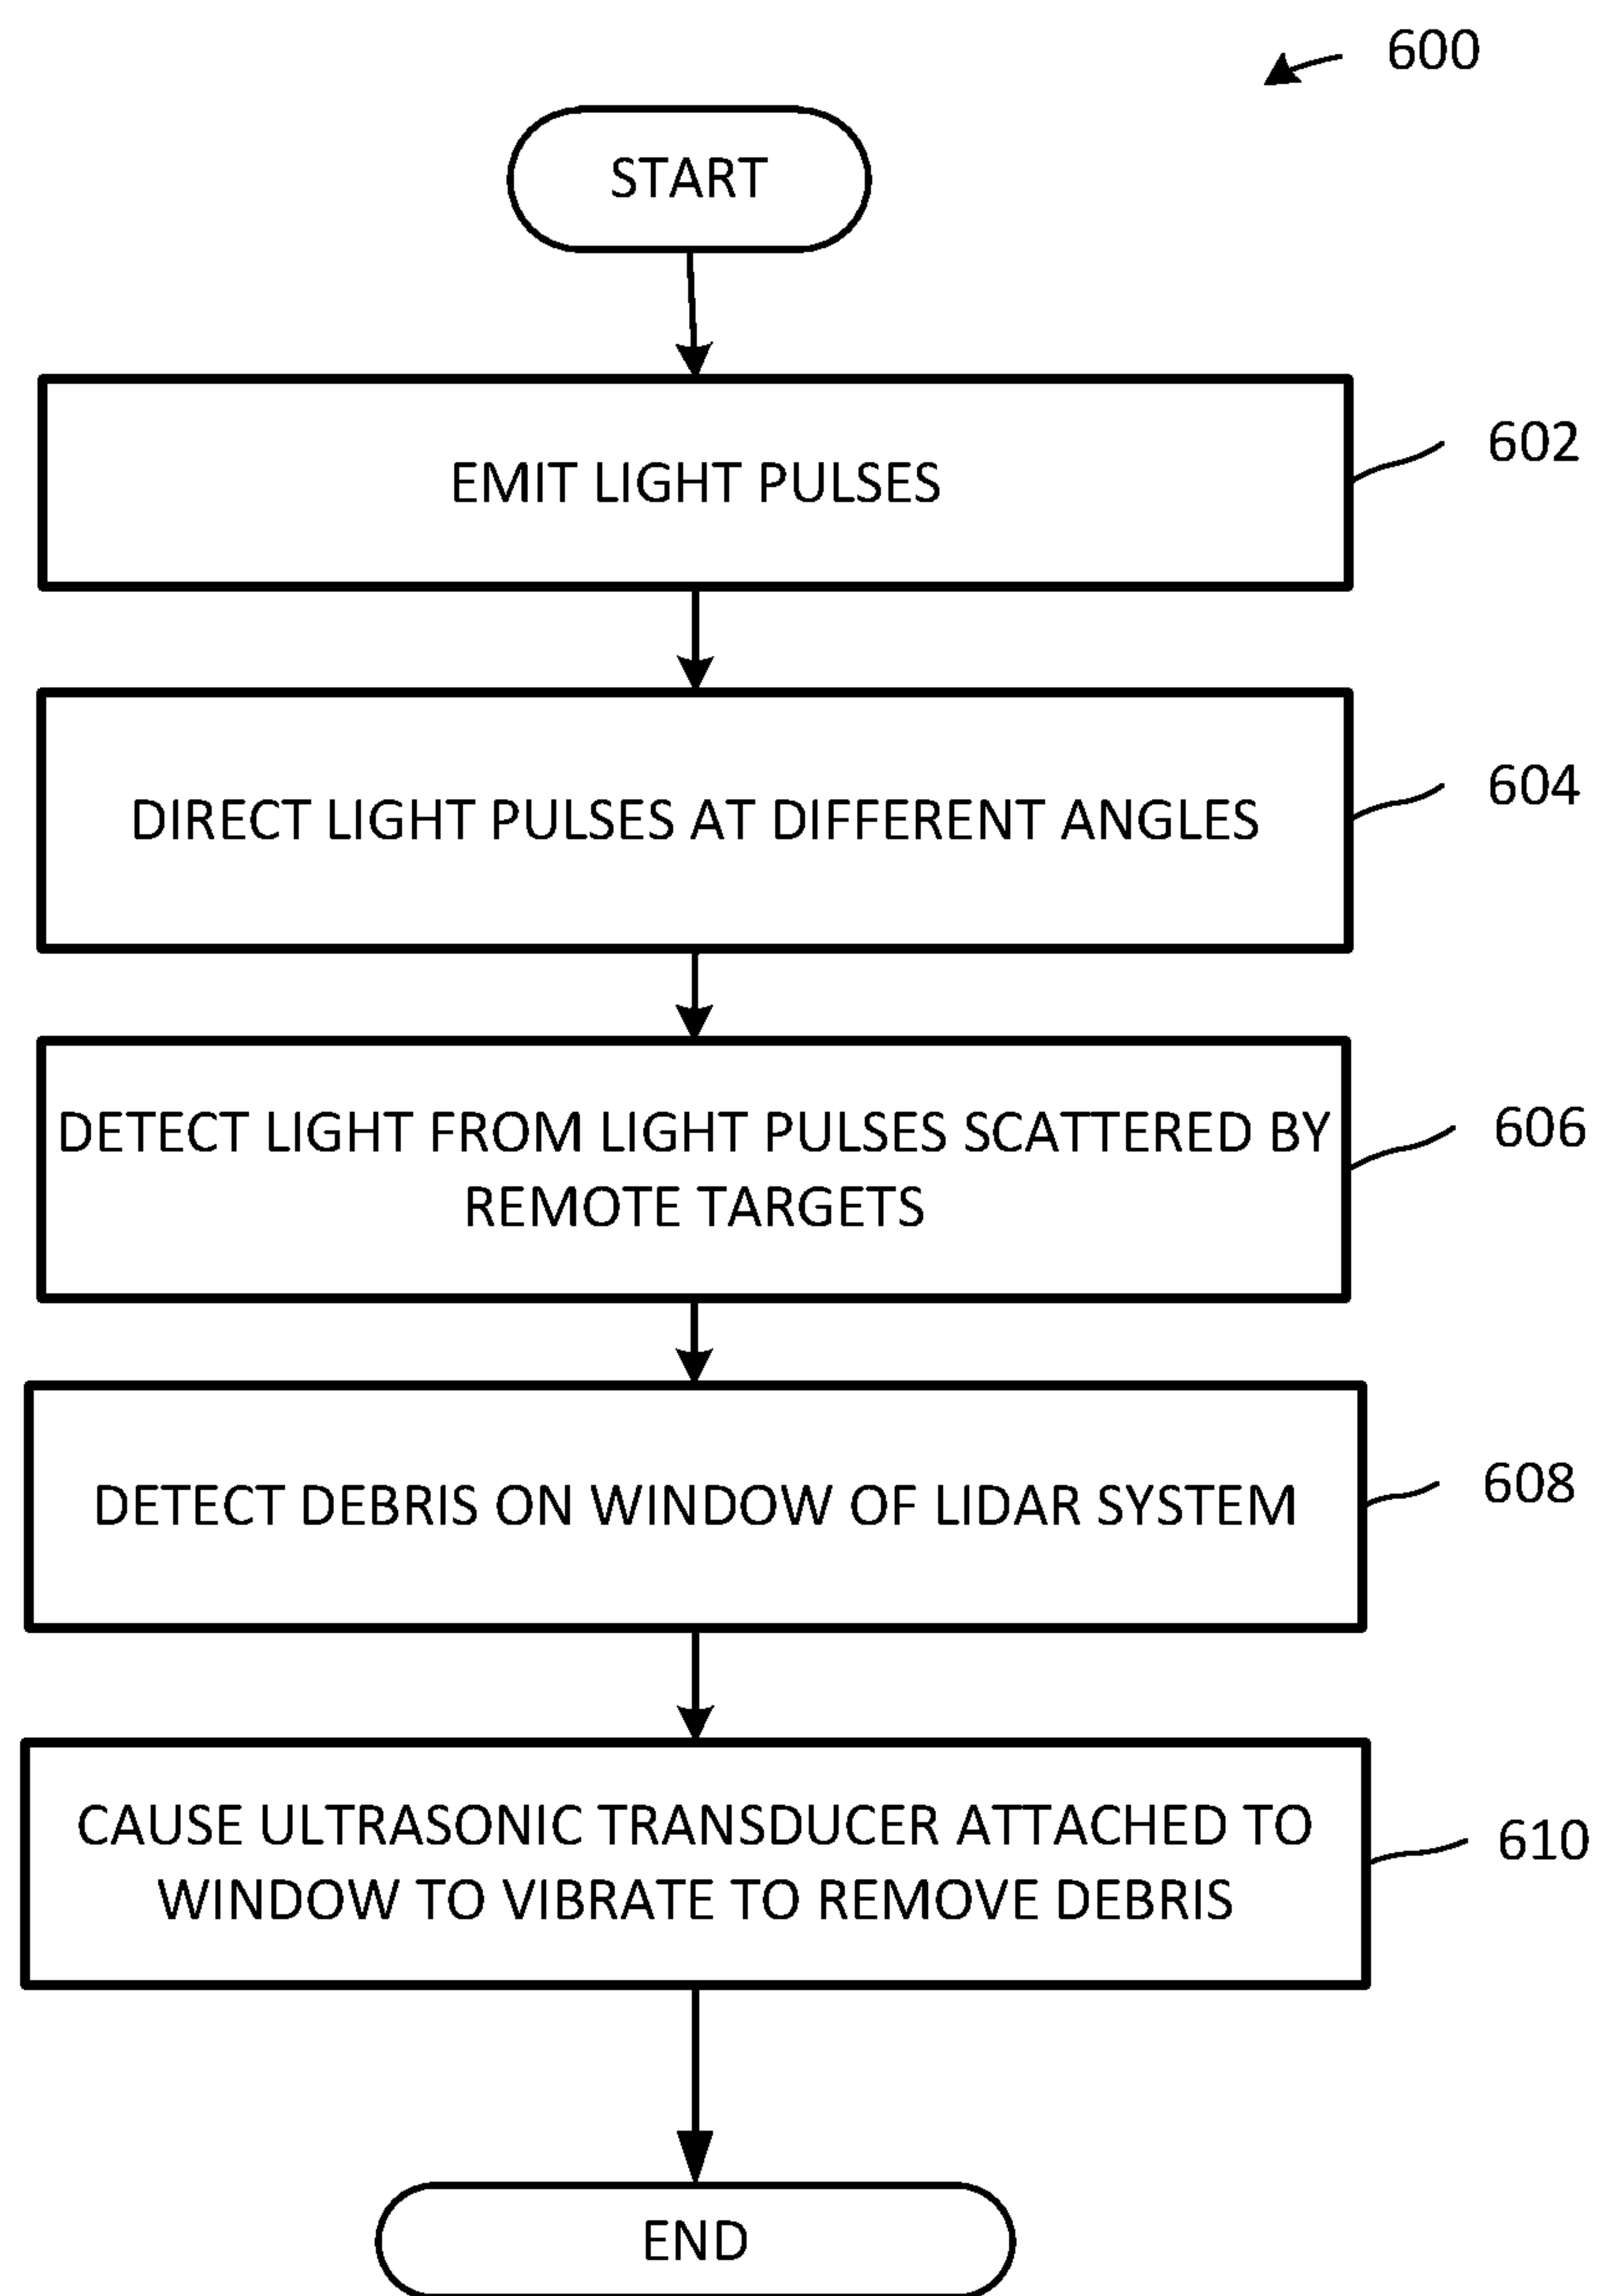 600
START
EMIT LIGHT PULSES
602
DIRECT LIGHT PULSES AT DIFFERENT ANGLES
604
DETECT LIGHT FROM LIGHT PULSES SCATTERED BY
REMOTE TARGETS
606
DETECT DEBRIS ON WINDOW OF LIDAR SYSTEM
608
CAUSE ULTRASONIC TRANSDUCER ATTACHED TO
WINDOW TO VIBRATE TO REMOVE DEBRIS
610
END